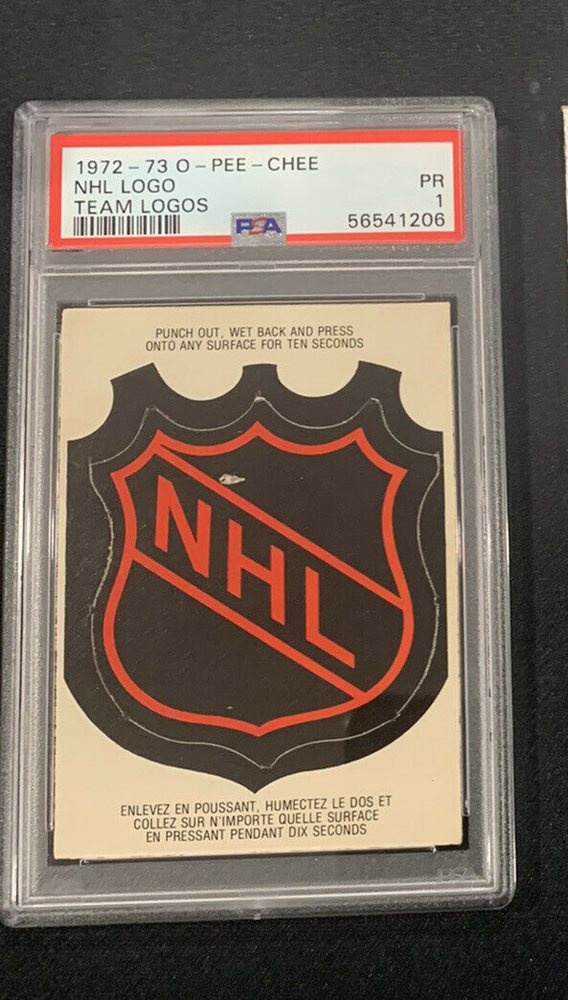 1972-73 O-PEE-CHEE
NHL LOGO PR
TEAM LOGOS 1
PSA 56541206
PUNCH OUT, WET BACK AND PRESS
ONTO ANY SURFACE FOR TEN SECONDS
NHL
ENLEVEZ EN POUSSANT, HUMECTEZ LE DOS ET
COLLEZ SUR N'IMPORTE QUELLE SURFACE
EN PRESSANT PENDANT DIX SECONDS